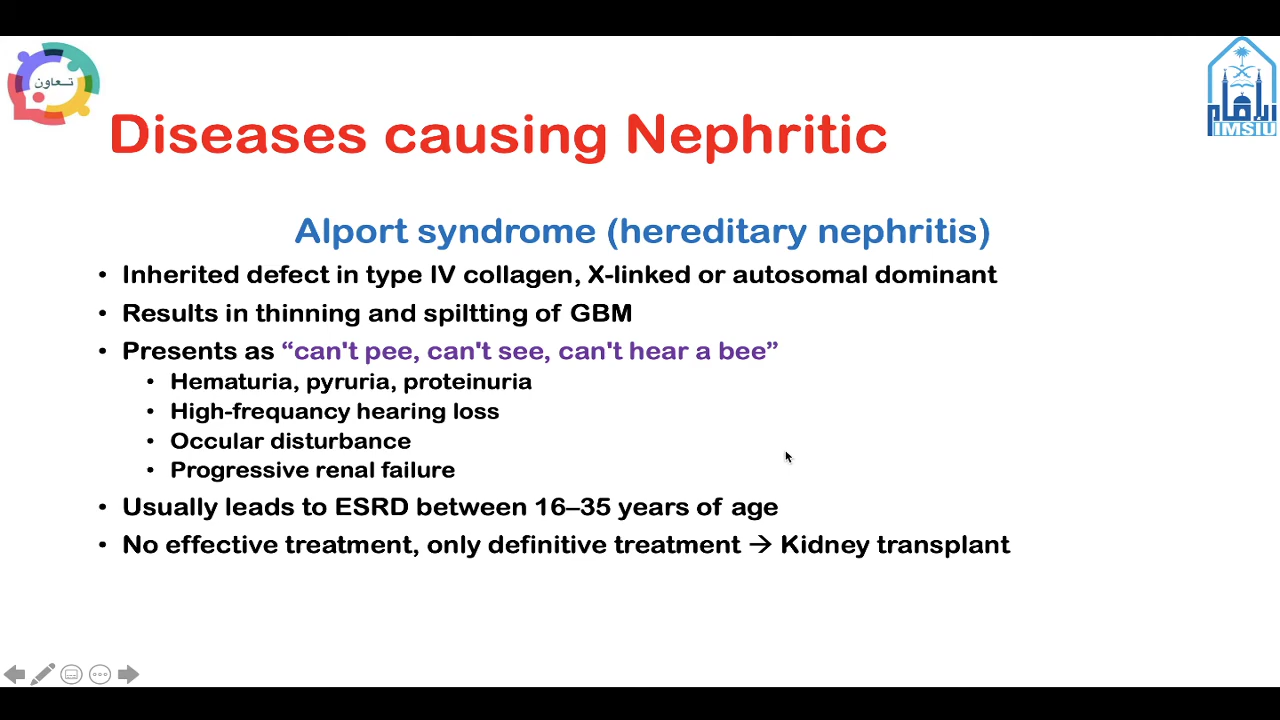 تعاون
الإمام
IMSIU
Diseases causing Nephritic
Alport syndrome (hereditary nephritis)
• Inherited defect in type IV collagen, X-linked or autosomal dominant
• Results in thinning and spiltting of GBM
• Presents as “can't pee, can't see, can't hear a bee”
• Hematuria, pyruria, proteinuria
• High-frequancy hearing loss
• Occular disturbance
• Progressive renal failure
• Usually leads to ESRD between 16–35 years of age
• No effective treatment, only definitive treatment → Kidney transplant